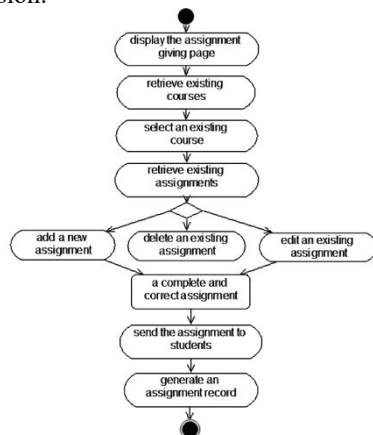 display the assignment
giving page
retrieve existing
courses
select an existing
course
retrieve existing
assignments
add a new
assignment
delete an existing
assignment
edit an existing
assignment
a complete and
correct assignment
send the assignment to
students
generate an
assignment record